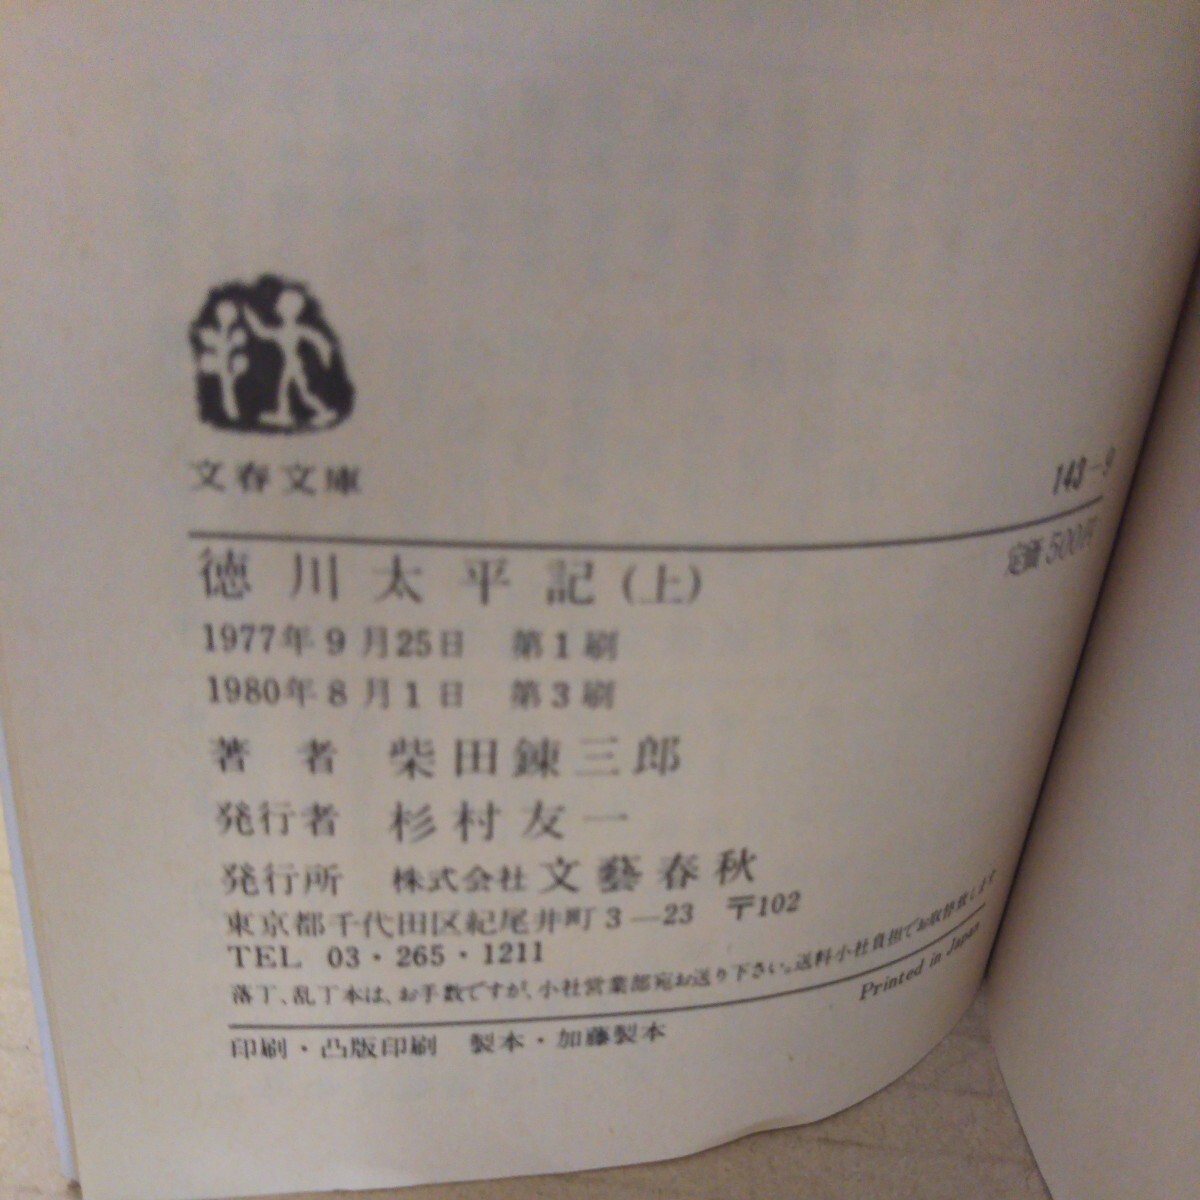 文春文庫
143-9
定価500円
徳川太平記(上)
1977年9月25日 第1刷
1980年8月1日 第3刷
著者 柴田錬三郎
発行者 杉村友一
発行所 株式会社文藝春秋
東京都千代田区紀尾井町3—23 〒102
TEL 03・265・1211
落丁、乱丁本は、お手数ですが、小社営業部宛お送り下さい。送料小社負担でお取替致します
Printed in Japan
印刷・凸版印刷 製本・加藤製本